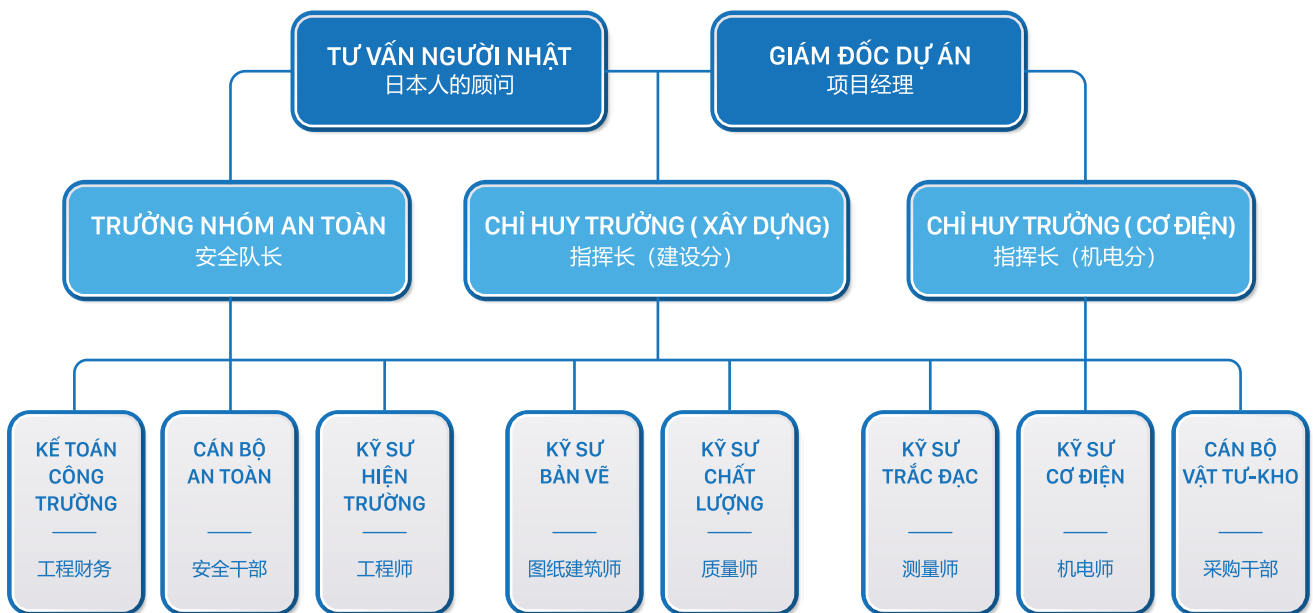 TƯ VẤN NGƯỜI NHẬT
日本人的顾问
GIÁM ĐỐC DỰ ÁN
项目经理
TRƯỞNG NHÓM AN TOÀN
安全队长
CHỈ HUY TRƯỞNG ( XÂY DỰNG)
指挥长（建设分）
CHỈ HUY TRƯỞNG ( CƠ ĐIỆN)
指挥长（机电分）
KẾ TOÁN
CÔNG
TRƯỜNG
工程财务
CÁN BỘ
AN TOÀN
安全干部
KỸ SƯ
HIỆN
TRƯỜNG
工程师
KỸ SƯ
BẢN VẼ
图纸建筑师
KỸ SƯ
CHẤT
LƯỢNG
质量师
KỸ SƯ
TRẮC ĐẠC
测量师
KỸ SƯ
CƠ ĐIỆN
机电师
CÁN BỘ
VẬT TƯ-KHO
采购干部